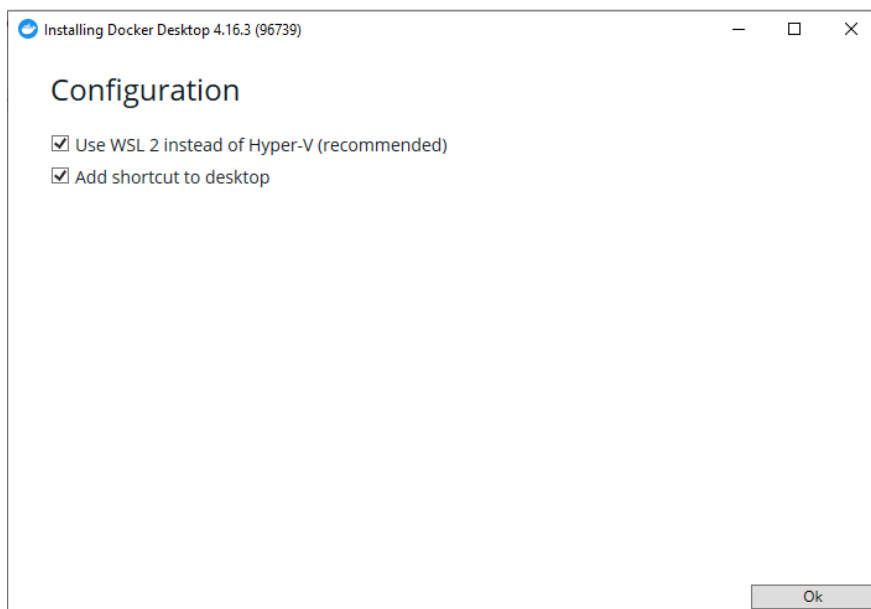 Installing Docker Desktop 4.16.3 (96739)
Configuration
Use WSL 2 instead of Hyper-V (recommended)
Add shortcut to desktop
Ok